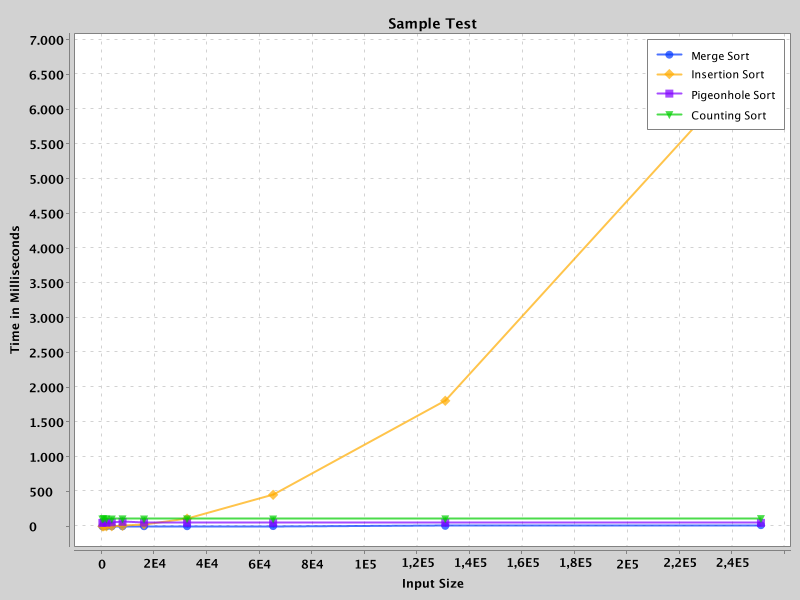 Sample Test
7.000
6.500
6.000
5.500
5.000
4.500
4.000
3.500
3.000
2.500
2.000
1.500
1.000
500
0
Time in Milliseconds
Merge Sort
Insertion Sort
Pigeonhole Sort
Counting Sort
0 2E4 4E4 6E4 8E4 1E5 1,2E5 1,4E5 1,6E5 1,8E5 2E5 2,2E5 2,4E5
Input Size